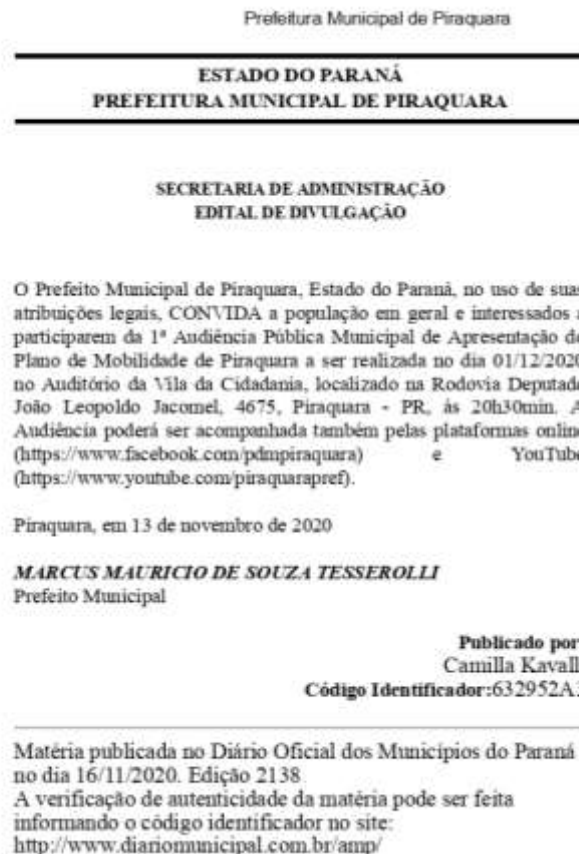 Prefeitura Municipal de Piraquara
ESTADO DO PARANÁ
PREFEITURA MUNICIPAL DE PIRAQUARA
SECRETARIA DE ADMINISTRAÇÃO
EDITAL DE DIVULGAÇÃO
O Prefeito Municipal de Piraquara, Estado do Paraná, no uso de suas
atribuições legais, CONVIDA a população em geral e interessados a
participarem da 1ª Audiência Pública Municipal de Apresentação do
Plano de Mobilidade de Piraquara a ser realizada no dia 01/12/2020
no Auditório da Vila da Cidadania, localizado na Rodovia Deputado
João Leopoldo Jacomel, 4675, Piraquara - PR, às 20h30min. A
Audiência poderá ser acompanhada também pelas plataformas online
(https://www.facebook.com/pdmpiraquara) e YouTube
(https://www.youtube.com/piraquarapref).
Piraquara, em 13 de novembro de 2020
MARCUS MAURICIO DE SOUZA TESSEROLLI
Prefeito Municipal
Publicado por
Camilla Kavall
Código Identificador:632952A
Matéria publicada no Diário Oficial dos Municípios do Paraná
no dia 16/11/2020. Edição 2138
A verificação de autenticidade da matéria pode ser feita
informando o código identificador no site:
http://www.diariomunicipal.com.br/amp/